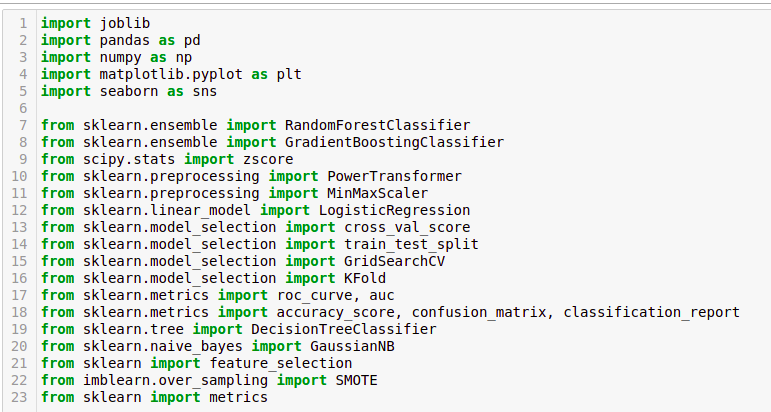 1 import joblib
2 import pandas as pd
3 import numpy as np
4 import matplotlib.pyplot as plt
5 import seaborn as sns
6
7 from sklearn.ensemble import RandomForestClassifier
8 from sklearn.ensemble import GradientBoostingClassifier
9 from scipy.stats import zscore
10 from sklearn.preprocessing import PowerTransformer
11 from sklearn.preprocessing import MinMaxScaler
12 from sklearn.linear_model import LogisticRegression
13 from sklearn.model_selection import cross_val_score
14 from sklearn.model_selection import train_test_split
15 from sklearn.model_selection import GridSearchCV
16 from sklearn.model_selection import KFold
17 from sklearn.metrics import roc_curve, auc
18 from sklearn.metrics import accuracy_score, confusion_matrix, classification_report
19 from sklearn.tree import DecisionTreeClassifier
20 from sklearn.naive_bayes import GaussianNB
21 from sklearn import feature_selection
22 from imblearn.over_sampling import SMOTE
23 from sklearn import metrics